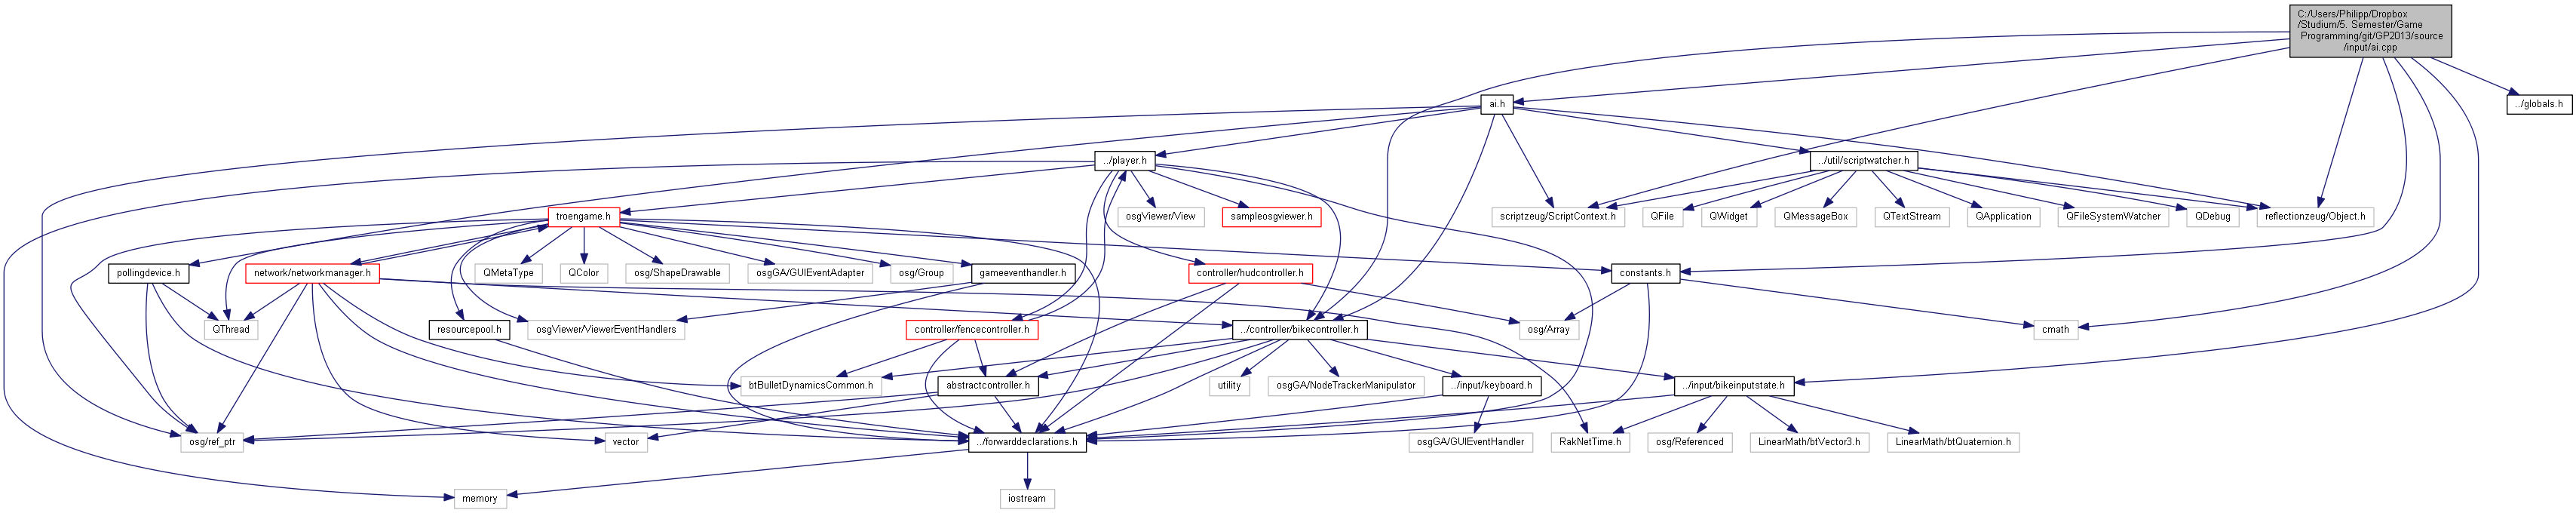 C:/Users/Philipp/Dropbox
/Studium/5. Semester/Game
Programming/git/GP2013/source
/input/ai.cpp
ai.h
../globals.h
../player.h
../util/scriptwatcher.h
troengame.h
osgViewer/View
sampleosgviewer.h
scriptzeug/ScriptContext.h
QFile
QWidget
QMessageBox
QTextStream
QApplication
QFileSystemWatcher
QDebug
reflectionzeug/Object.h
pollingdevice.h
network/networkmanager.h
QMetaType
QColor
osg/ShapeDrawable
osgGA/GUIEventAdapter
osg/Group
gameeventhandler.h
controller/hudcontroller.h
constants.h
QThread
resourcepool.h
osgViewer/ViewerEventHandlers
controller/fencecontroller.h
../controller/bikecontroller.h
osg/Array
cmath
btBulletDynamicsCommon.h
abstractcontroller.h
utility
osgGA/NodeTrackerManipulator
../input/keyboard.h
../input/bikeinputstate.h
osg/ref_ptr
vector
../forwarddeclarations.h
osgGA/GUIEventHandler
RakNetTime.h
osg/Referenced
LinearMath/btVector3.h
LinearMath/btQuaternion.h
memory
iostream